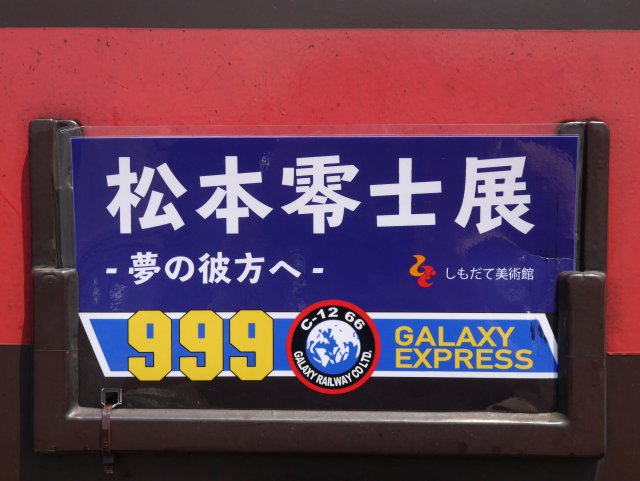 松本零士展
- 夢の彼方へ -
しもだて美術館
999
C-12 66
GALAXY RAILWAY CO LTD.
GALAXY
EXPRESS